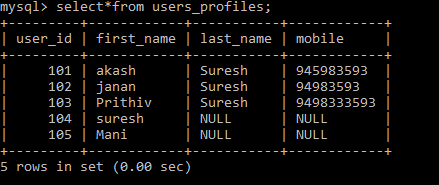 mysql> select*from users_profiles;
+---------+------------+-----------+------------+
| user_id | first_name | last_name | mobile     |
+---------+------------+-----------+------------+
|     101 | akash      | Suresh    | 945983593  |
|     102 | janan      | Suresh    | 94983593   |
|     103 | Prithiv    | Suresh    | 9498333593 |
|     104 | suresh     | NULL      | NULL       |
|     105 | Mani       | NULL      | NULL       |
+---------+------------+-----------+------------+
5 rows in set (0.00 sec)